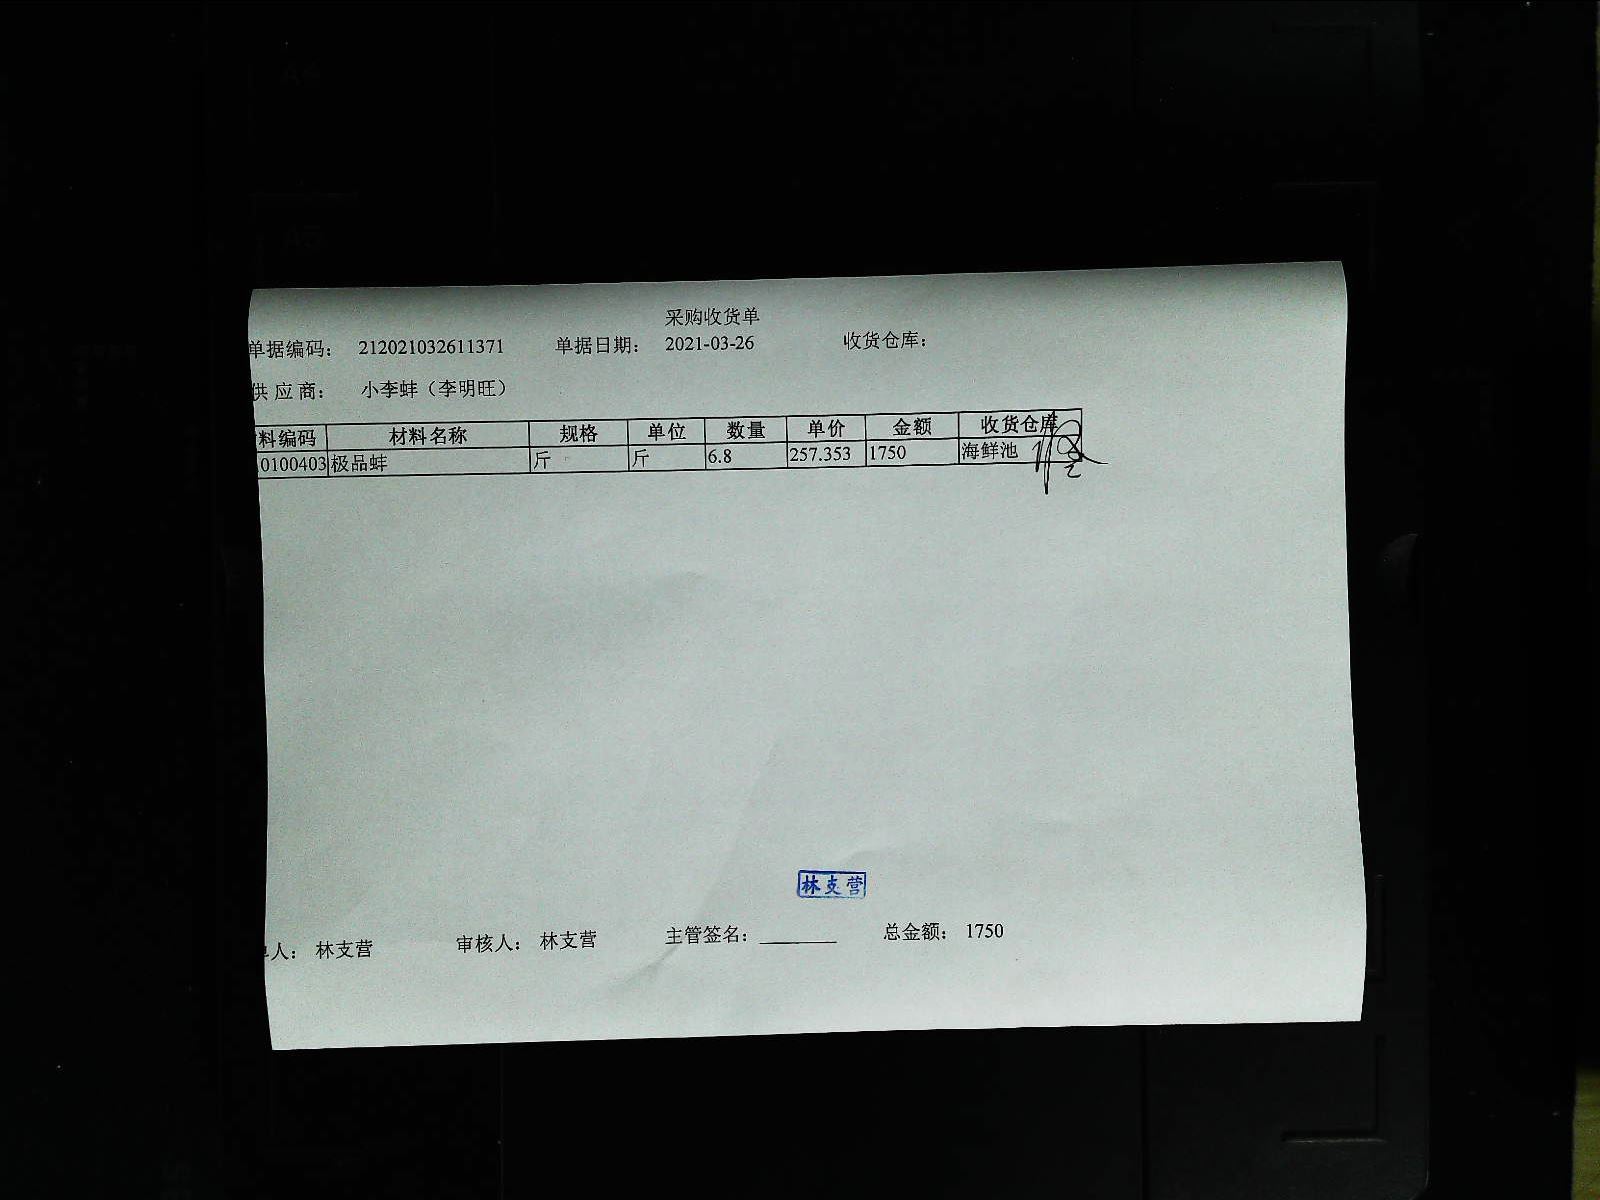 采购收货单
单据编码： 212021032611371 单据日期： 2021-03-26 收货仓库：
供 应 商： 小李蚌（李明旺）
料编码 材料名称 规格 单位 数量 单价 金额 收货仓库
0100403 极品蚌 斤 斤 6.8 257.353 1750 海鲜池
林支营
人： 林支营 审核人： 林支营 主管签名： 总金额： 1750